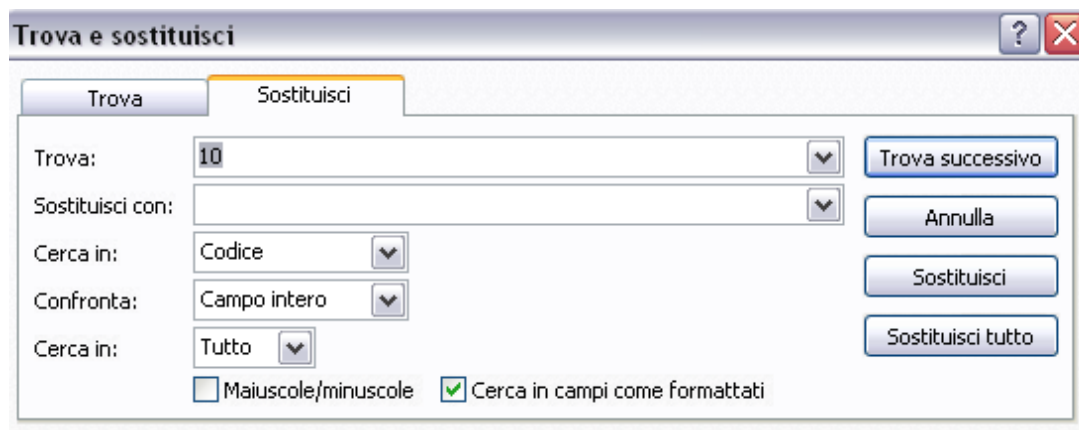 Trova e sostituisci
?
Trova
Sostituisci
Trova: 10 Trova successivo
Sostituisci con: Annulla
Cerca in: Codice Sostituisci
Confronta: Campo intero
Cerca in: Tutto Sostituisci tutto
Maiuscole/minuscole Cerca in campi come formattati